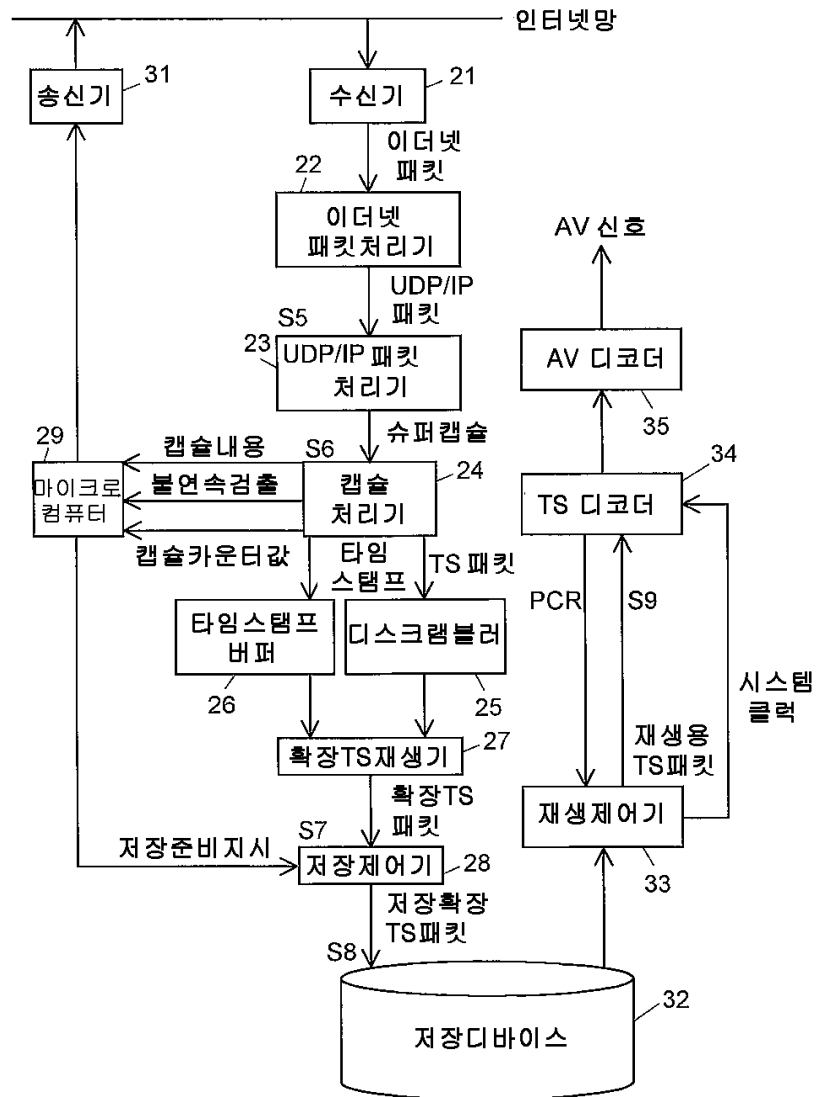 인터넷망
31
송신기
21
수신기
이더넷
패킷
22
이더넷
패킷처리기
UDP/IP
패킷
S5
23
UDP/IP 패킷
처리기
슈퍼캡슐
AV 신호
AV 디코더
35
29
마이크로
컴퓨터
캡슐내용
불연속검출
캡슐카운터값
S6
24
캡슐
처리기
34
TS 디코더
타임
스탬프
TS 패킷
타임스탬프
버퍼
26
디스크램블러
25
PCR
S9
시스템
클럭
27
확장TS재생기
확장TS
패킷
재생용
TS패킷
재생제어기
33
저장준비지시
S7
저장제어기
28
저장확장
TS패킷
S8
32
저장디바이스